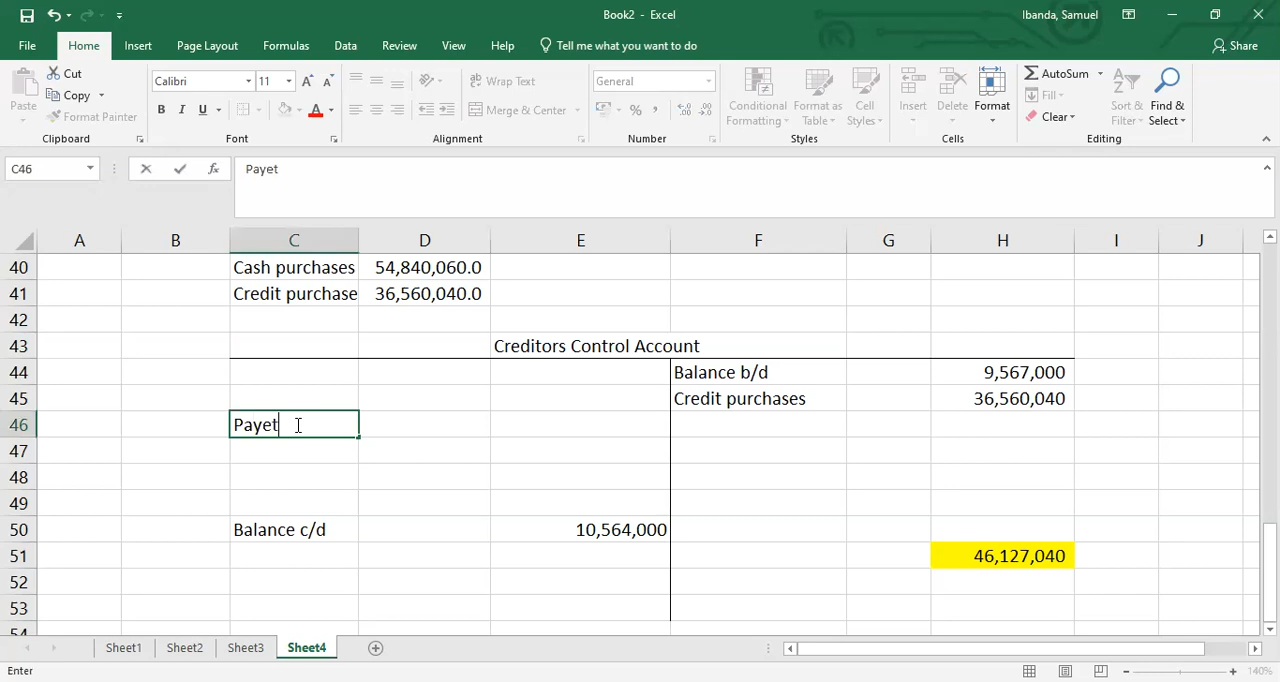 Book2 - Excel
Ibanda, Samuel
File Home Insert Page Layout Formulas Data Review View Help Tell me what you want to do Share
Paste Cut Copy Format Painter Clipboard
Calibri 11 B I U A Font
Wrap Text Merge & Center Alignment
General % , Number
Conditional Formatting Format as Table Cell Styles Styles
Insert Delete Format Cells
AutoSum Fill Clear Sort & Filter Find & Select Editing
C46 fx Payet
A B C D E F G H I J
40 Cash purchases 54,840,060.0
41 Credit purchase 36,560,040.0
42
43 Creditors Control Account
44 Balance b/d 9,567,000
45 Credit purchases 36,560,040
46 Payet
47
48
49
50 Balance c/d 10,564,000
51 46,127,040
52
53
54
Sheet1 Sheet2 Sheet3 Sheet4
Enter 140%